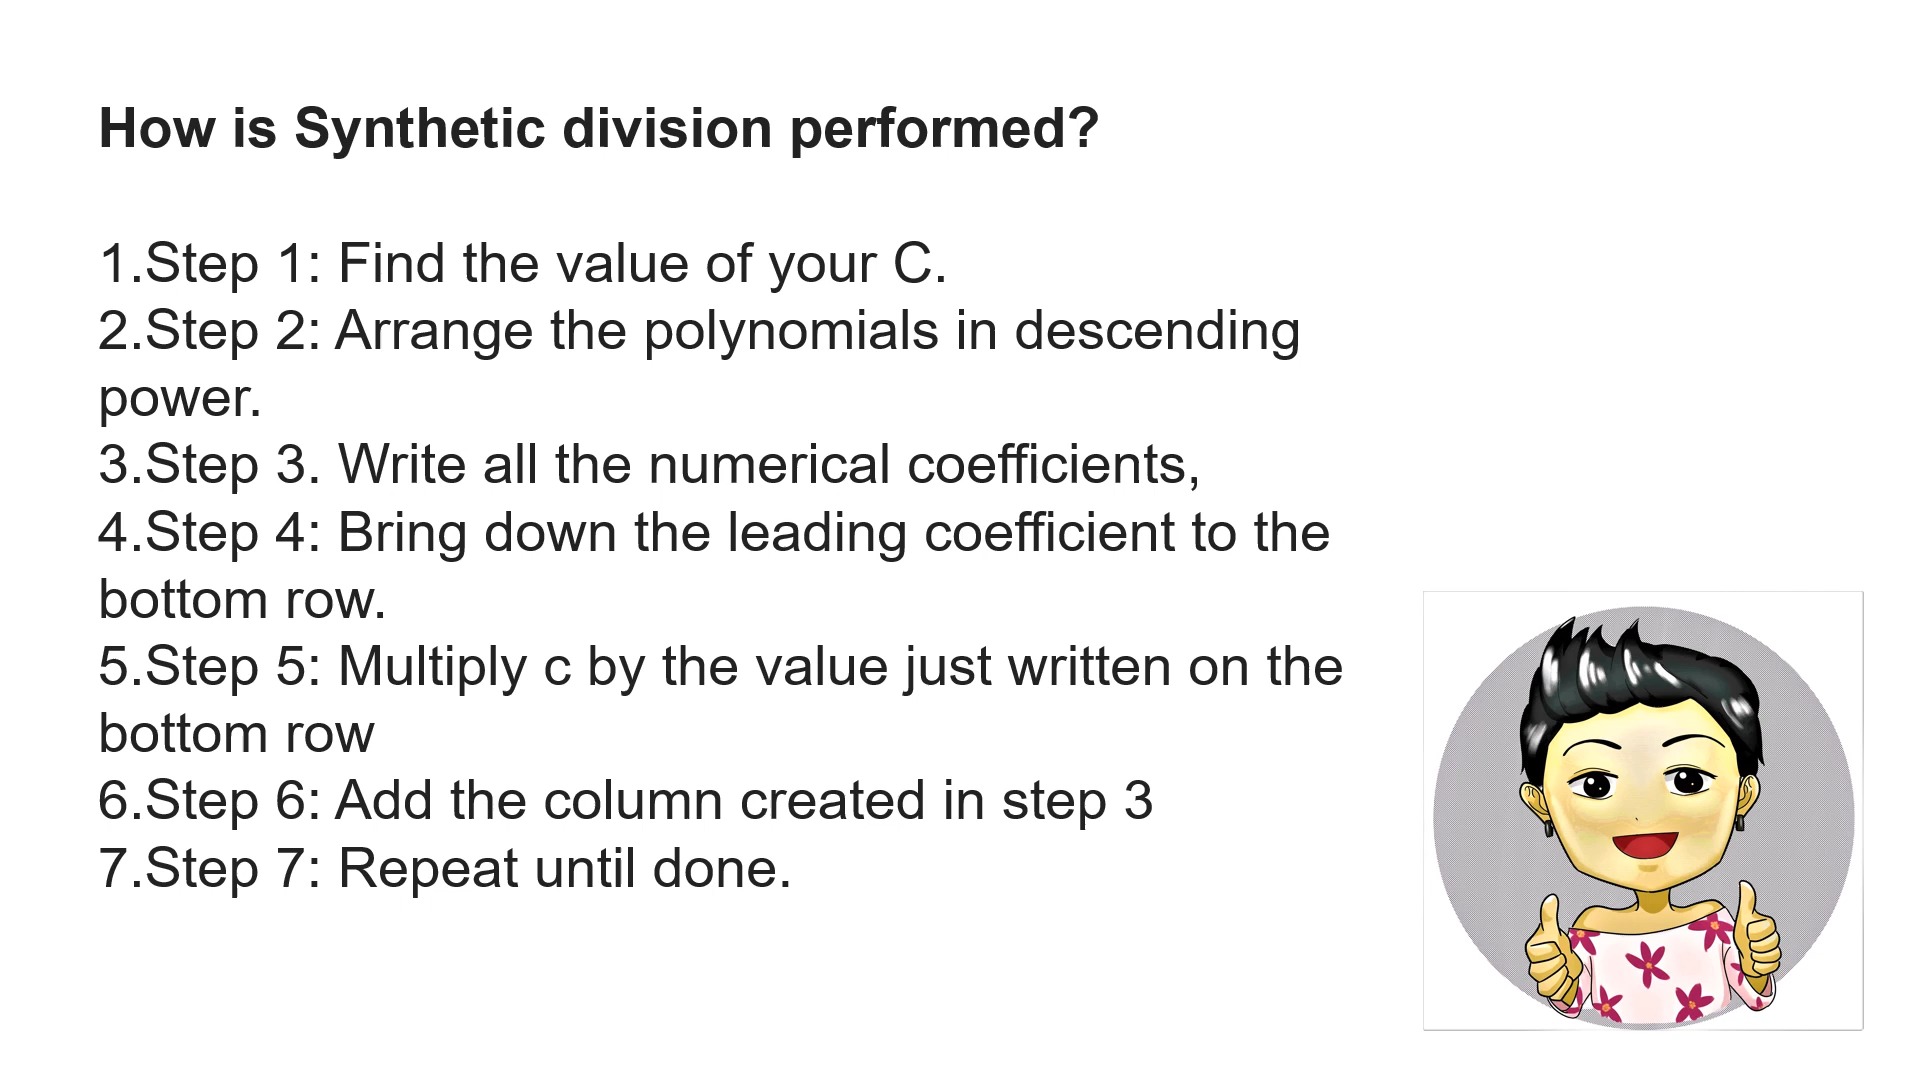 How is Synthetic division performed?
1.Step 1: Find the value of your C.
2.Step 2: Arrange the polynomials in descending
power.
3.Step 3. Write all the numerical coefficients,
4.Step 4: Bring down the leading coefficient to the
bottom row.
5.Step 5: Multiply c by the value just written on the
bottom row
6.Step 6: Add the column created in step 3
7.Step 7: Repeat until done.